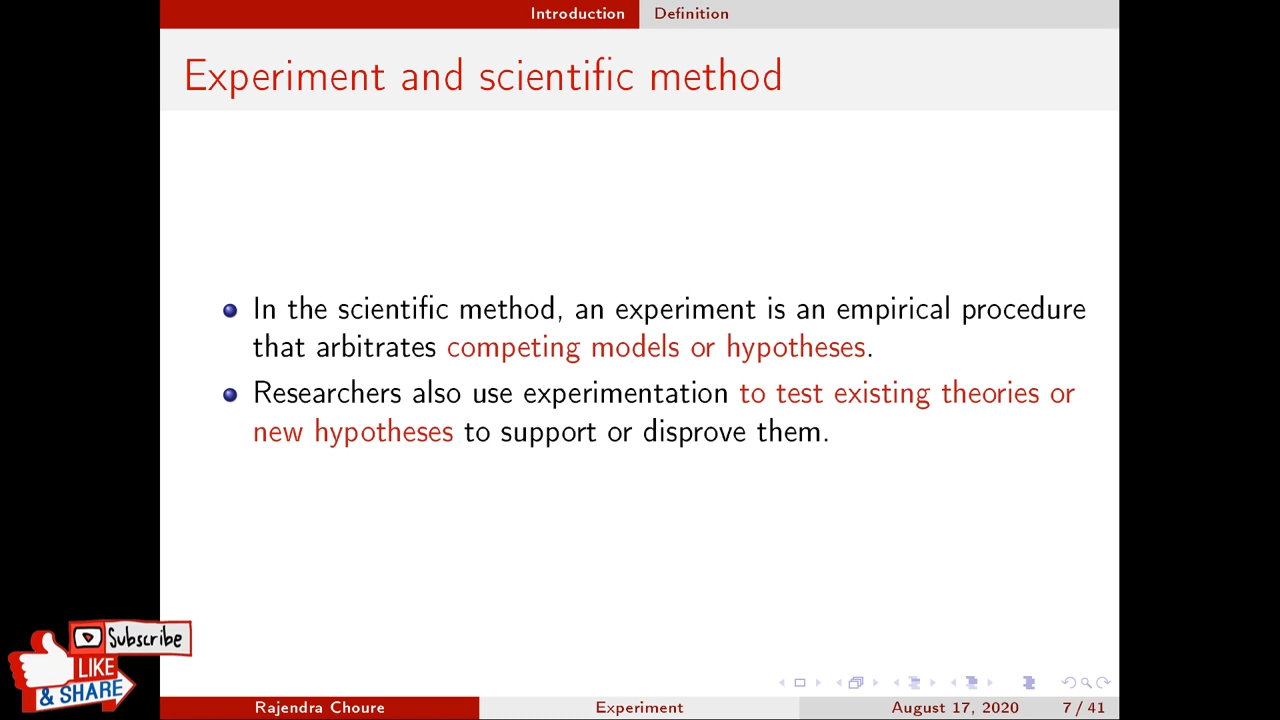 Introduction Definition
Experiment and scientific method
In the scientific method, an experiment is an empirical procedure
that arbitrates competing models or hypotheses.
Researchers also use experimentation to test existing theories or
new hypotheses to support or disprove them.
Subscribe
LIKE
& SHARE
Rajendra Choure Experiment August 17, 2020 7 / 41